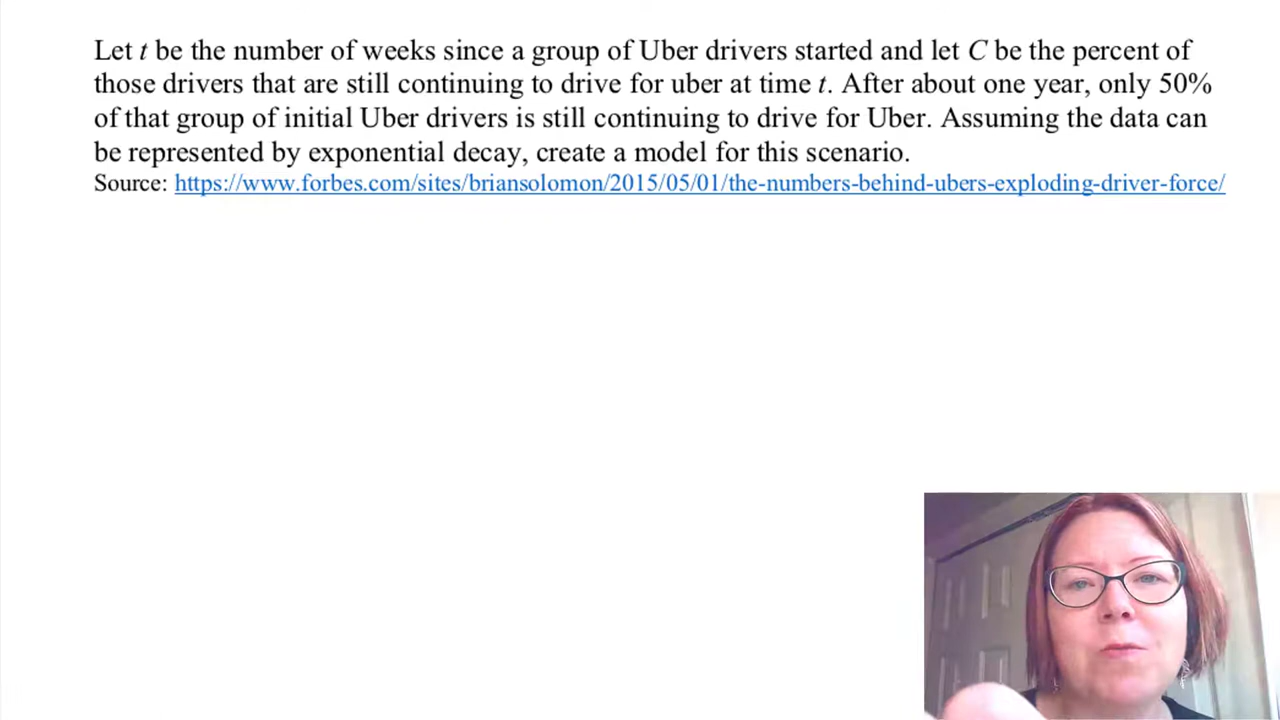 Let t be the number of weeks since a group of Uber drivers started and let C be the percent of
those drivers that are still continuing to drive for uber at time t. After about one year, only 50%
of that group of initial Uber drivers is still continuing to drive for Uber. Assuming the data can
be represented by exponential decay, create a model for this scenario.
Source: https://www.forbes.com/sites/briansolomon/2015/05/01/the-numbers-behind-ubers-exploding-driver-force/